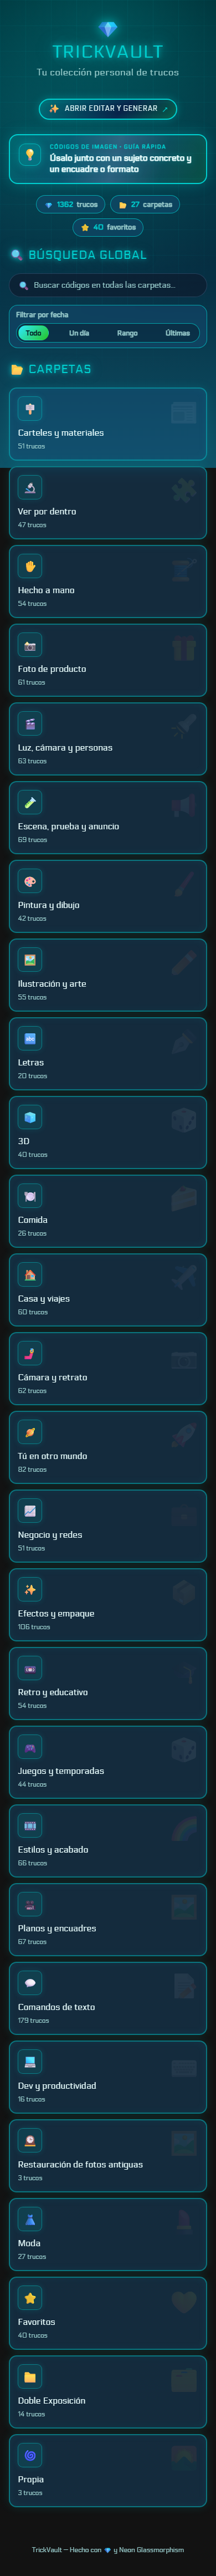 TRICKVAULT
Tu colección personal de trucos
ABRIR EDITAR Y GENERAR ↗
CÓDIGOS DE IMAGEN · GUÍA RÁPIDA
Úsalo junto con un sujeto concreto y
un encuadre o formato
1362 trucos
27 carpetas
40 favoritos
BÚSQUEDA GLOBAL
Buscar códigos en todas las carpetas...
Filtrar por fecha
Todo Un día Rango Últimas
CARPETAS
Carteles y materiales
51 trucos
Ver por dentro
47 trucos
Hecho a mano
54 trucos
Foto de producto
61 trucos
Luz, cámara y personas
63 trucos
Escena, prueba y anuncio
69 trucos
Pintura y dibujo
42 trucos
Ilustración y arte
55 trucos
Letras
20 trucos
3D
40 trucos
Comida
26 trucos
Casa y viajes
60 trucos
Cámara y retrato
62 trucos
Tú en otro mundo
82 trucos
Negocio y redes
51 trucos
Efectos y empaque
106 trucos
Retro y educativo
54 trucos
Juegos y temporadas
44 trucos
Estilos y acabado
66 trucos
Planos y encuadres
67 trucos
Comandos de texto
179 trucos
Dev y productividad
16 trucos
Restauración de fotos antiguas
3 trucos
Moda
27 trucos
Favoritos
40 trucos
Doble Exposición
14 trucos
Propia
3 trucos
TrickVault — Hecho con 💎 y Neon Glassmorphism